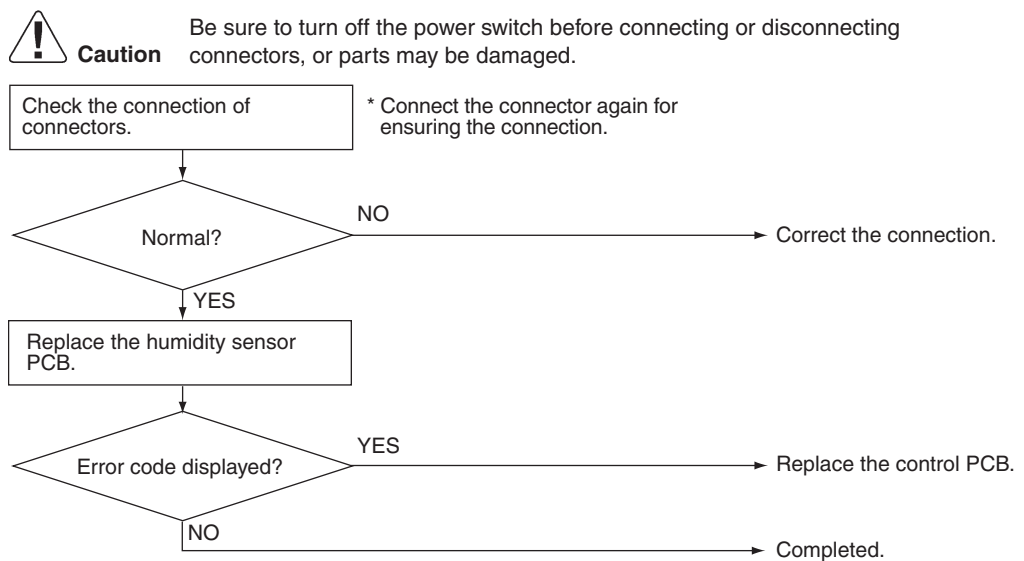 Be sure to turn off the power switch before connecting or disconnecting
Caution connectors, or parts may be damaged.
Check the connection of
connectors.
* Connect the connector again for
ensuring the connection.
Normal?
NO
Correct the connection.
YES
Replace the humidity sensor
PCB.
Error code displayed?
YES
Replace the control PCB.
NO
Completed.